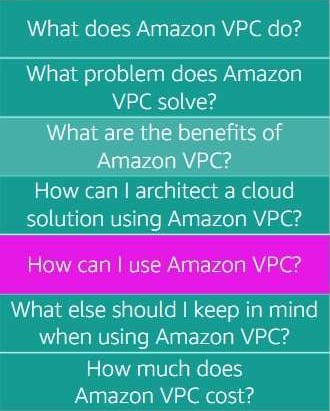 What does Amazon VPC do?
What problem does Amazon
VPC solve?
What are the benefits of
Amazon VPC?
How can I architect a cloud
solution using Amazon VPC?
How can I use Amazon VPC?
What else should I keep in mind
when using Amazon VPC?
How much does
Amazon VPC cost?